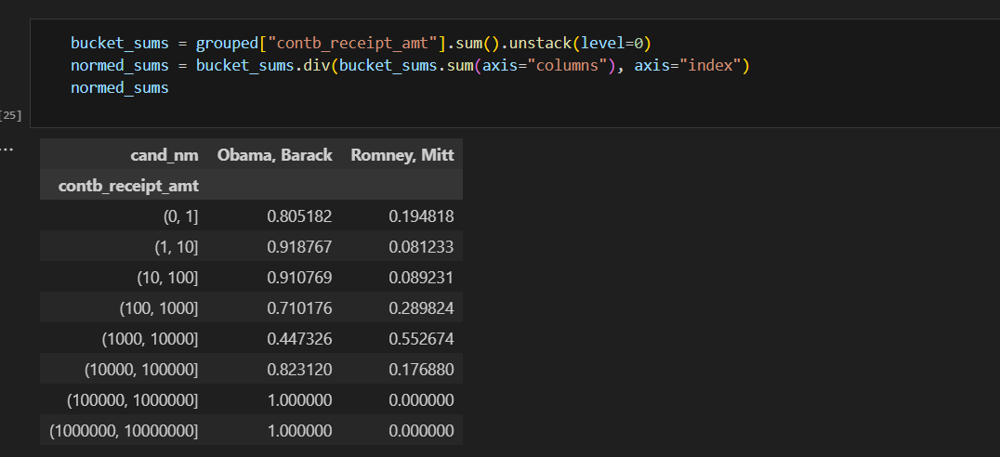 bucket_sums = grouped["contb_receipt_amt"].sum().unstack(level=0)
normed_sums = bucket_sums.div(bucket_sums.sum(axis="columns"), axis="index")
normed_sums
[25]
...
cand_nm Obama, Barack Romney, Mitt
contb_receipt_amt
(0, 1] 0.805182 0.194818
(1, 10] 0.918767 0.081233
(10, 100] 0.910769 0.089231
(100, 1000] 0.710176 0.289824
(1000, 10000] 0.447326 0.552674
(10000, 100000] 0.823120 0.176880
(100000, 1000000] 1.000000 0.000000
(1000000, 10000000] 1.000000 0.000000